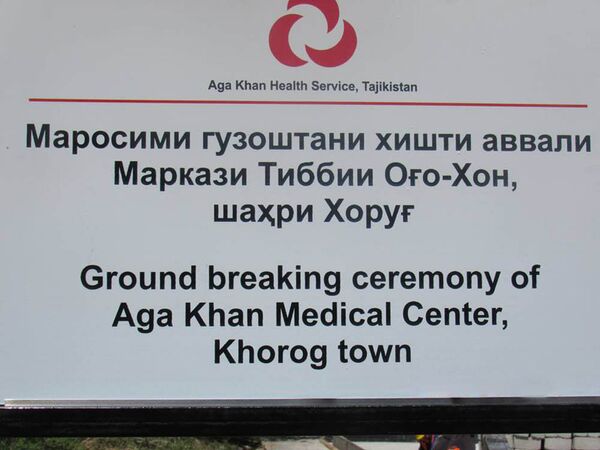 Aga Khan Health Service, Tajikistan
Маросими гузоштани хишти аввали
Маркази Тиббии Оғо-Хон,
шаҳри Хоруғ
Ground breaking ceremony of
Aga Khan Medical Center,
Khorog town